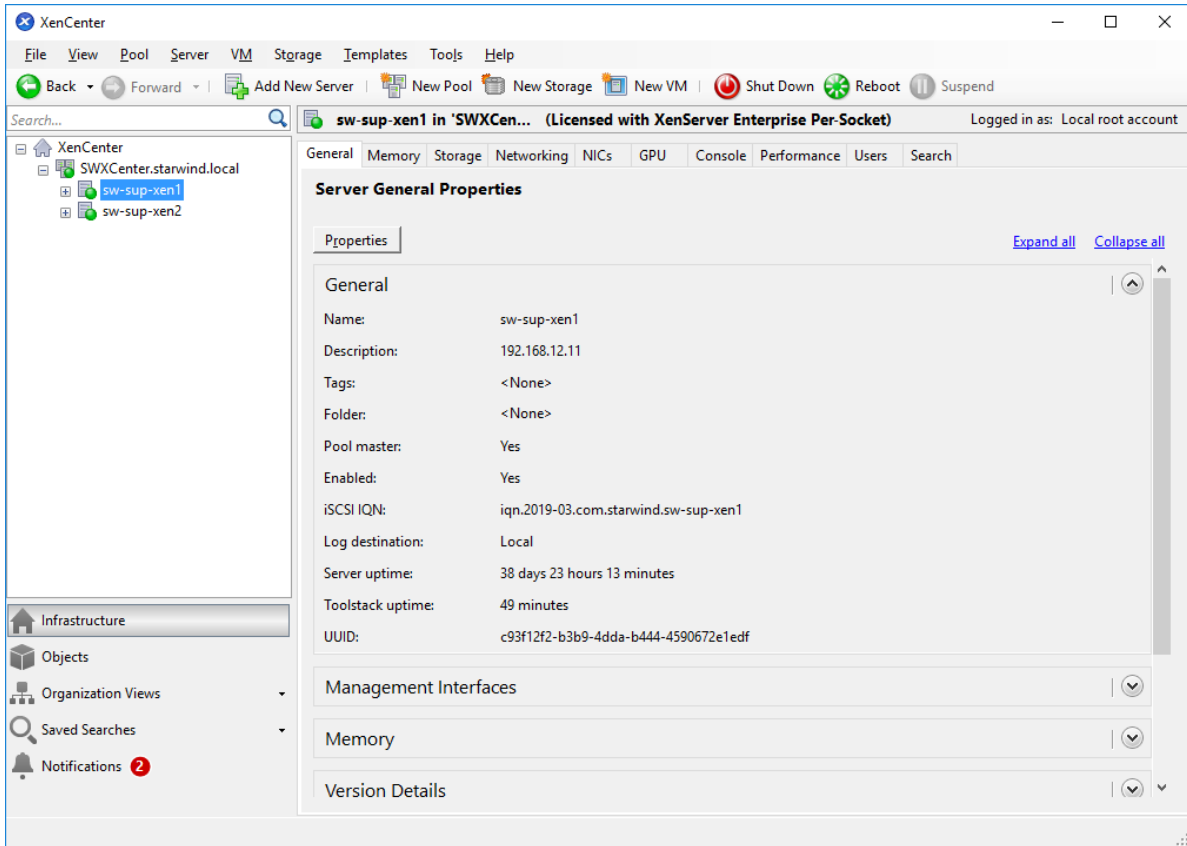 XenCenter
File View Pool Server VM Storage Templates Tools Help
Back Forward Add New Server New Pool New Storage New VM Shut Down Reboot Suspend
Search...
sw-sup-xen1 in 'SWXCen... (Licensed with XenServer Enterprise Per-Socket) Logged in as: Local root account
XenCenter
SWXCenter.starwind.local
sw-sup-xen1
sw-sup-xen2
General Memory Storage Networking NICs GPU Console Performance Users Search
Server General Properties
Properties Expand all Collapse all
General
Name: sw-sup-xen1
Description: 192.168.12.11
Tags: <None>
Folder: <None>
Pool master: Yes
Enabled: Yes
iSCSI IQN: iqn.2019-03.com.starwind.sw-sup-xen1
Log destination: Local
Server uptime: 38 days 23 hours 13 minutes
Toolstack uptime: 49 minutes
UUID: c93f12f2-b3b9-4dda-b444-4590672e1edf
Management Interfaces
Memory
Version Details
Infrastructure
Objects
Organization Views
Saved Searches
Notifications 2